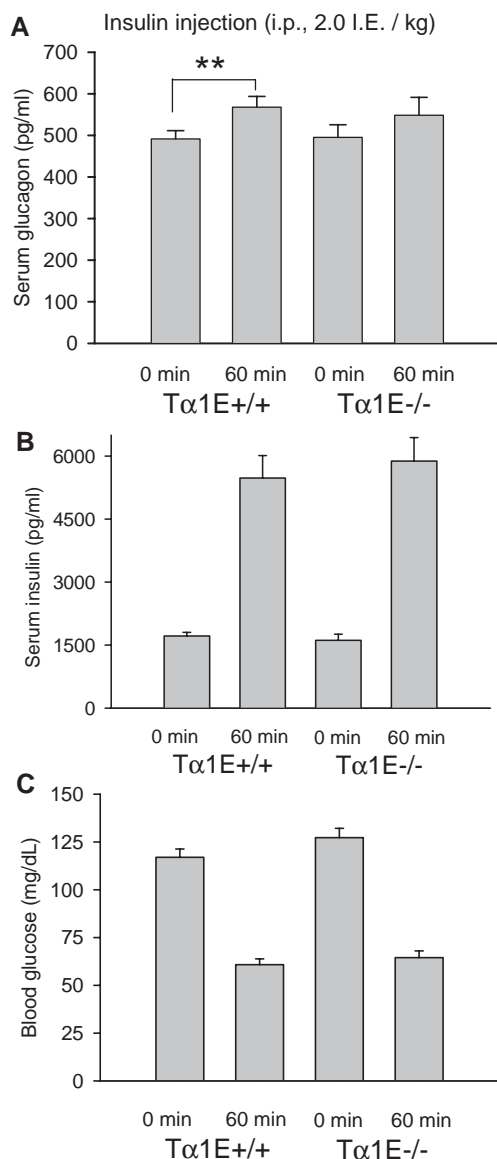 A
Insulin injection (i.p., 2.0 I.E. / kg)
Serum glucagon (pg/ml)
700
600
500
400
300
200
100
0
**
0 min 60 min 0 min 60 min
Tα1E+/+ Tα1E-/-
B
Serum insulin (pg/ml)
6000
4500
3000
1500
0
0 min 60 min 0 min 60 min
Tα1E+/+ Tα1E-/-
C
Blood glucose (mg/dL)
150
125
100
75
50
25
0
0 min 60 min 0 min 60 min
Tα1E+/+ Tα1E-/-